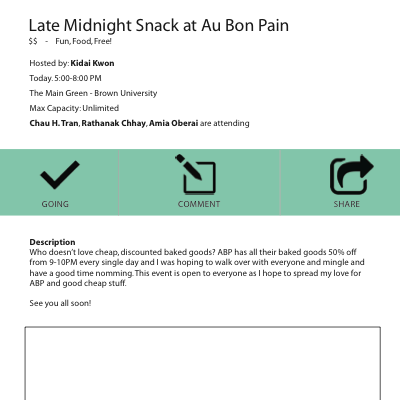 Late Midnight Snack at Au Bon Pain
$$ - Fun, Food, Free!
Hosted by: Kidai Kwon
Today. 5:00-8:00 PM
The Main Green - Brown University
Max Capacity: Unlimited
Chau H. Tran, Rathanak Chhay, Amia Oberai are attending
GOING COMMENT SHARE
Description
Who doesn't love cheap, discounted baked goods? ABP has all their baked goods 50% off
from 9-10PM every single day and I was hoping to walk over with everyone and mingle and
have a good time nomming. This event is open to everyone as I hope to spread my love for
ABP and good cheap stuff.
See you all soon!